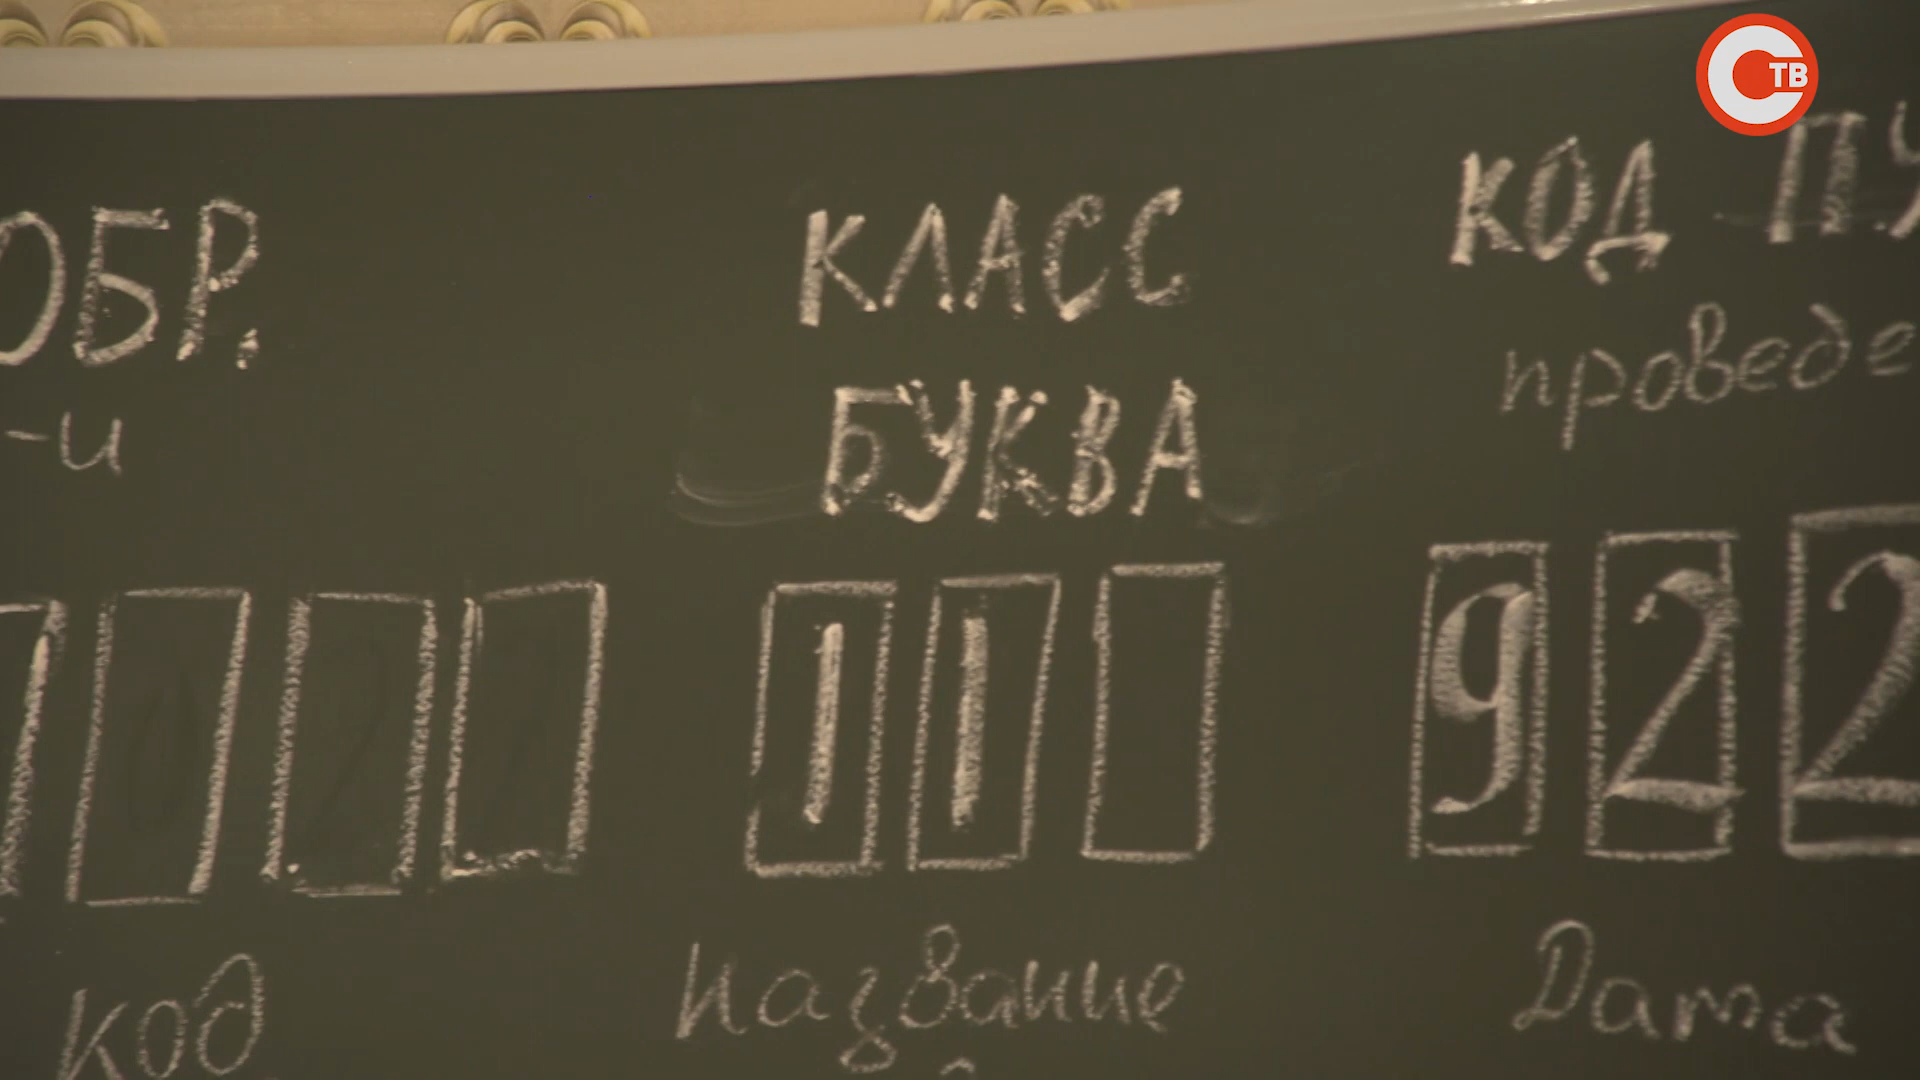 ТВ
ОБР. КЛАСС КОД П.У
-и БУКВА проведе
11 922
код название Дата